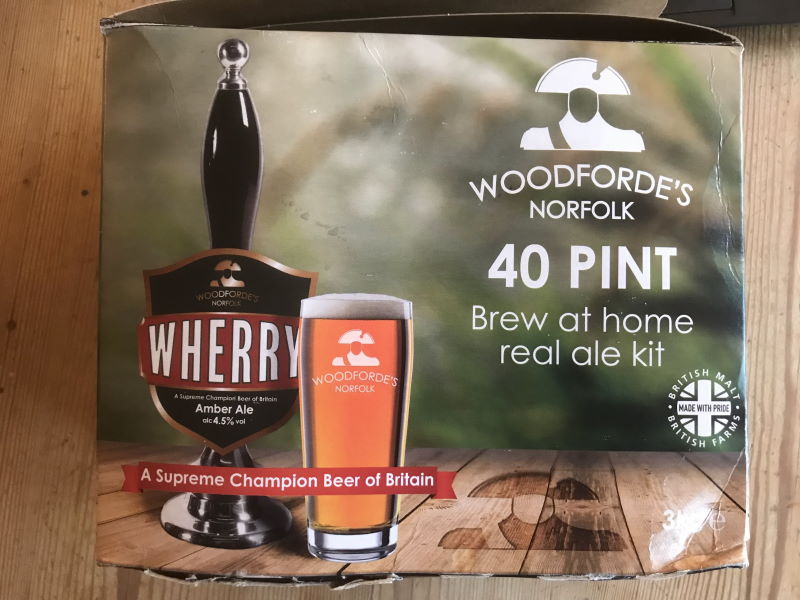 WOODFORDE'S
NORFOLK
40 PINT
Brew at home
real ale kit
WOODFORDE'S
NORFOLK
WHERRY
A Supreme Champion Beer of Britain
Amber Ale
alc 4.5% vol
WOODFORDE'S
NORFOLK
BRITISH MALT
MADE WITH PRIDE
BRITISH FARMS
A Supreme Champion Beer of Britain